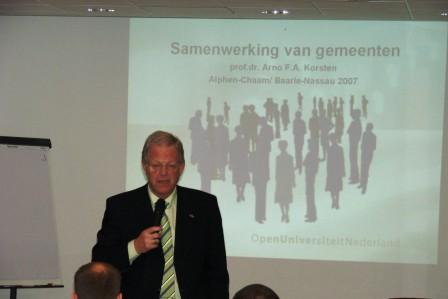 Samenwerking van gemeenten
prof.dr. Arno F.A. Korsten
Alphen-Chaam/ Baarle-Nassau 2007
OpenUniversiteitNederland